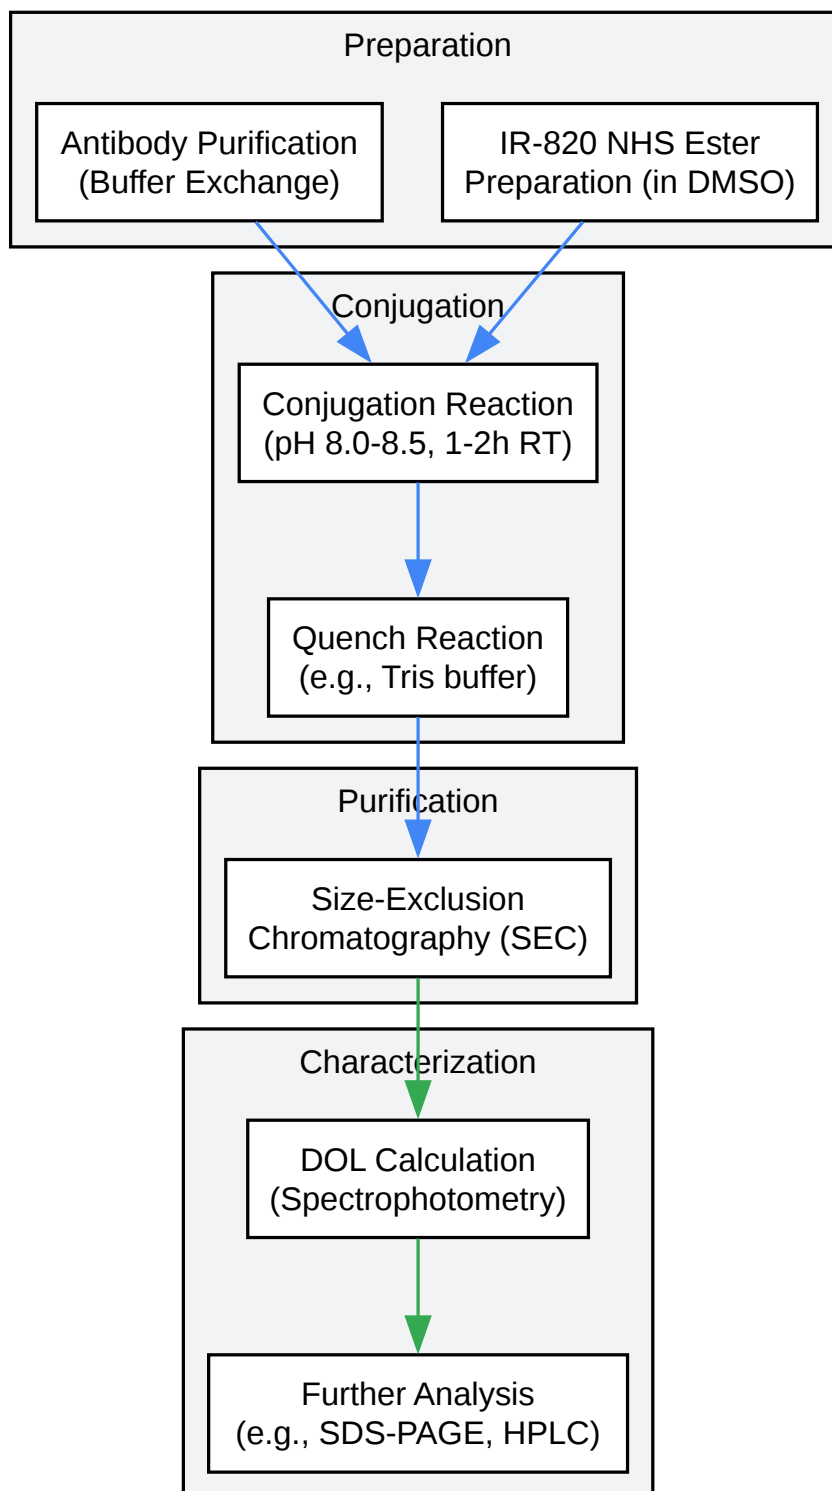 Preparation
Antibody Purification
(Buffer Exchange)
IR-820 NHS Ester
Preparation (in DMSO)
Conjugation
Conjugation Reaction
(pH 8.0-8.5, 1-2h RT)
Quench Reaction
(e.g., Tris buffer)
Purification
Size-Exclusion
Chromatography (SEC)
Characterization
DOL Calculation
(Spectrophotometry)
Further Analysis
(e.g., SDS-PAGE, HPLC)